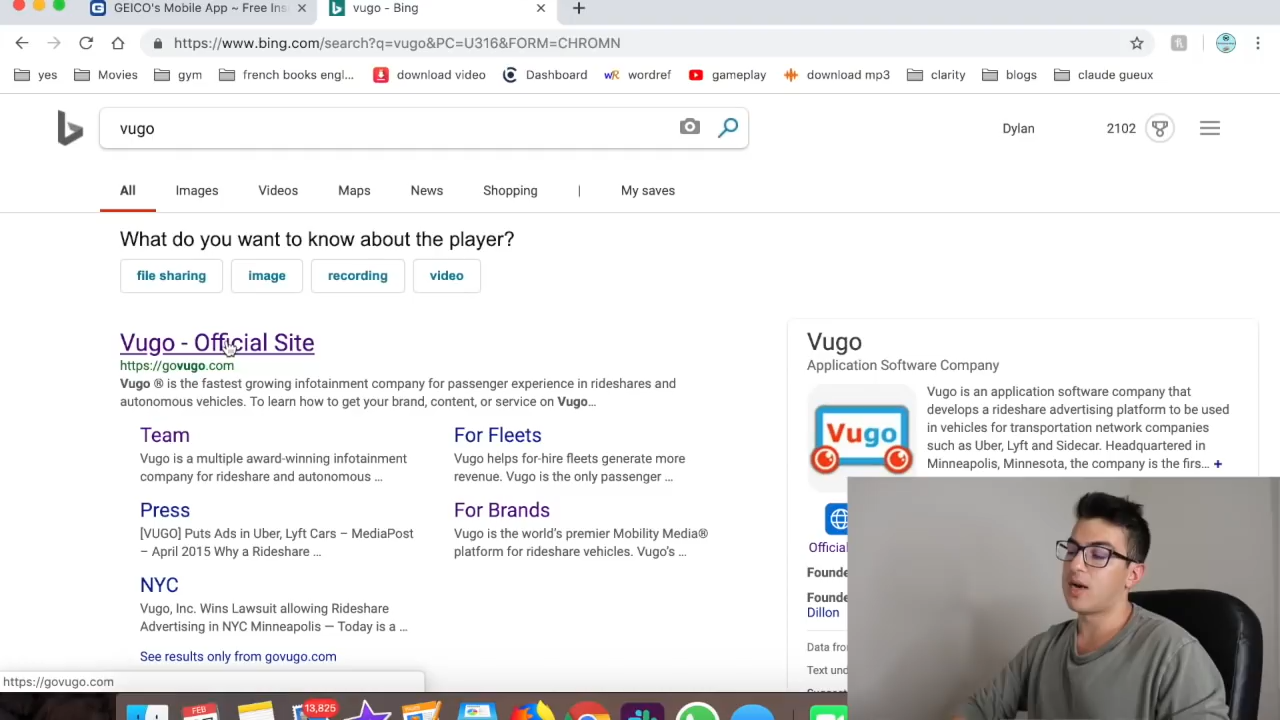 GEICO's Mobile App ~ Free Ins
vugo - Bing
https://www.bing.com/search?q=vugo&PC=U316&FORM=CHROMN
yes
Movies
gym
french books engl...
download video
Dashboard
wordref
gameplay
download mp3
clarity
blogs
claude gueux
vugo
Dylan
2102
All
Images
Videos
Maps
News
Shopping
|
My saves
What do you want to know about the player?
file sharing
image
recording
video
Vugo - Official Site
https://govugo.com
Vugo ® is the fastest growing infotainment company for passenger experience in rideshares and
autonomous vehicles. To learn how to get your brand, content, or service on Vugo…
Team
Vugo is a multiple award-winning infotainment
company for rideshare and autonomous ...
For Fleets
Vugo helps for-hire fleets generate more
revenue. Vugo is the only passenger ...
Press
[VUGO] Puts Ads in Uber, Lyft Cars – MediaPost
– April 2015 Why a Rideshare ...
For Brands
Vugo is the world's premier Mobility Media®
platform for rideshare vehicles. Vugo's ...
NYC
Vugo, Inc. Wins Lawsuit allowing Rideshare
Advertising in NYC Minneapolis — Today is a ...
See results only from govugo.com
Vugo
Application Software Company
Vugo
Vugo is an application software company that
develops a rideshare advertising platform to be used
in vehicles for transportation network companies
such as Uber, Lyft and Sidecar. Headquartered in
Minneapolis, Minnesota, the company is the firs... +
Official
Founde
Founde
Dillon
Data fro
Text und
https://govugo.com
FEB
13,825